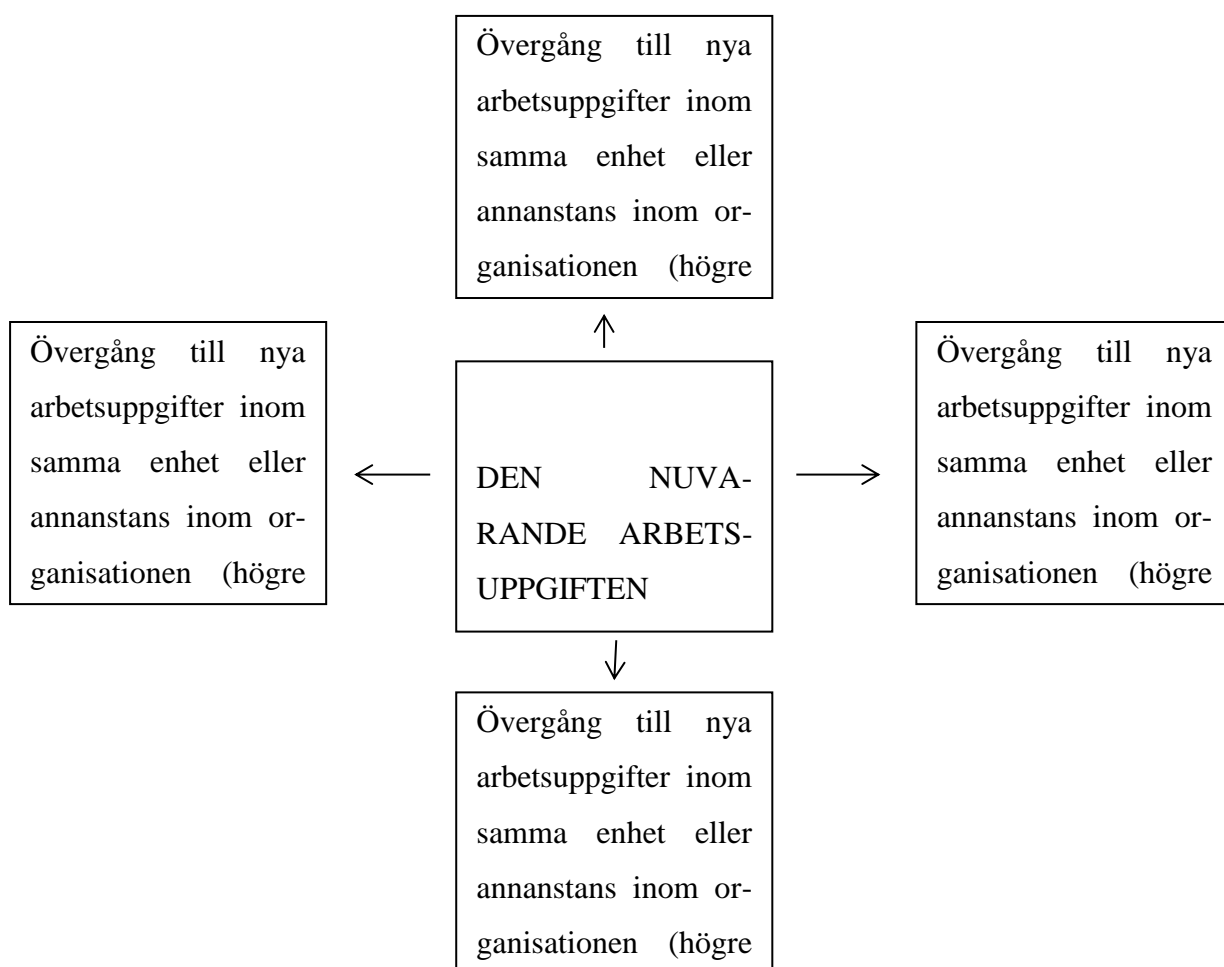 Övergång till nya
arbetsuppgifter inom
samma enhet eller
annanstans inom or-
ganisationen (högre
Övergång till nya
arbetsuppgifter inom
samma enhet eller
annanstans inom or-
ganisationen (högre
DEN NUVA-
RANDE ARBETS-
UPPGIFTEN
Övergång till nya
arbetsuppgifter inom
samma enhet eller
annanstans inom or-
ganisationen (högre
Övergång till nya
arbetsuppgifter inom
samma enhet eller
annanstans inom or-
ganisationen (högre